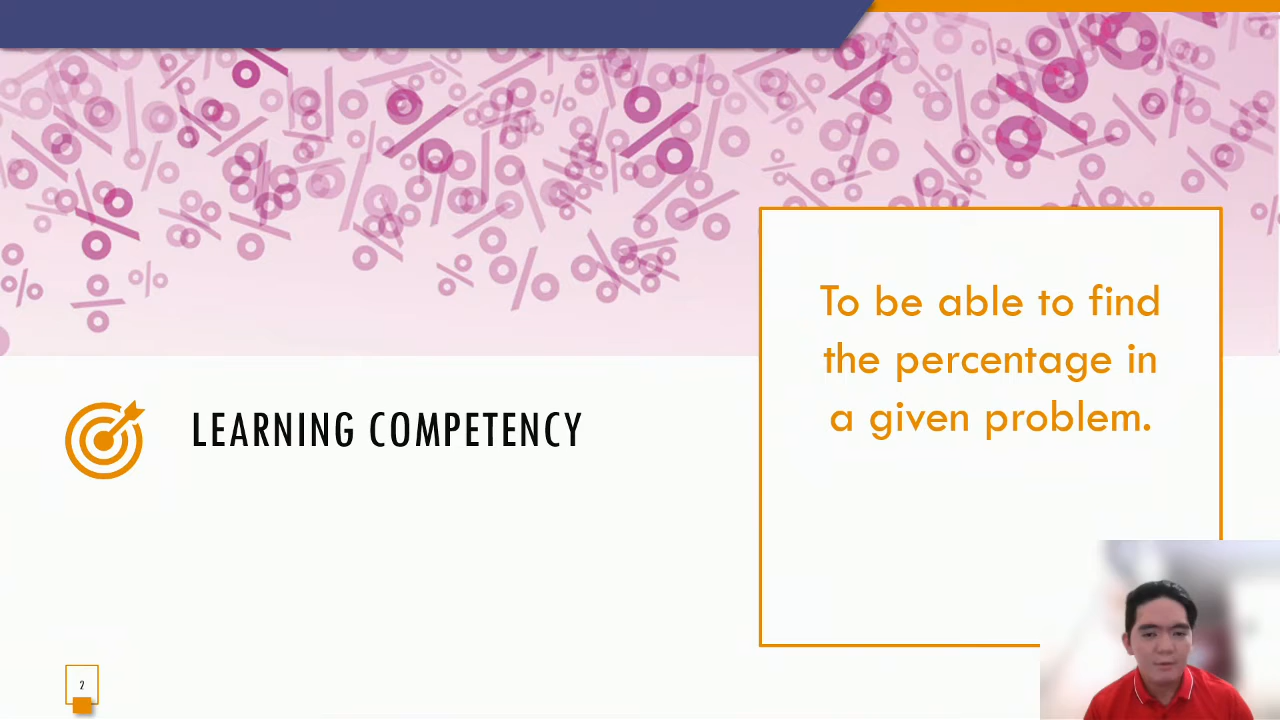 LEARNING COMPETENCY
To be able to find
the percentage in
a given problem.
2